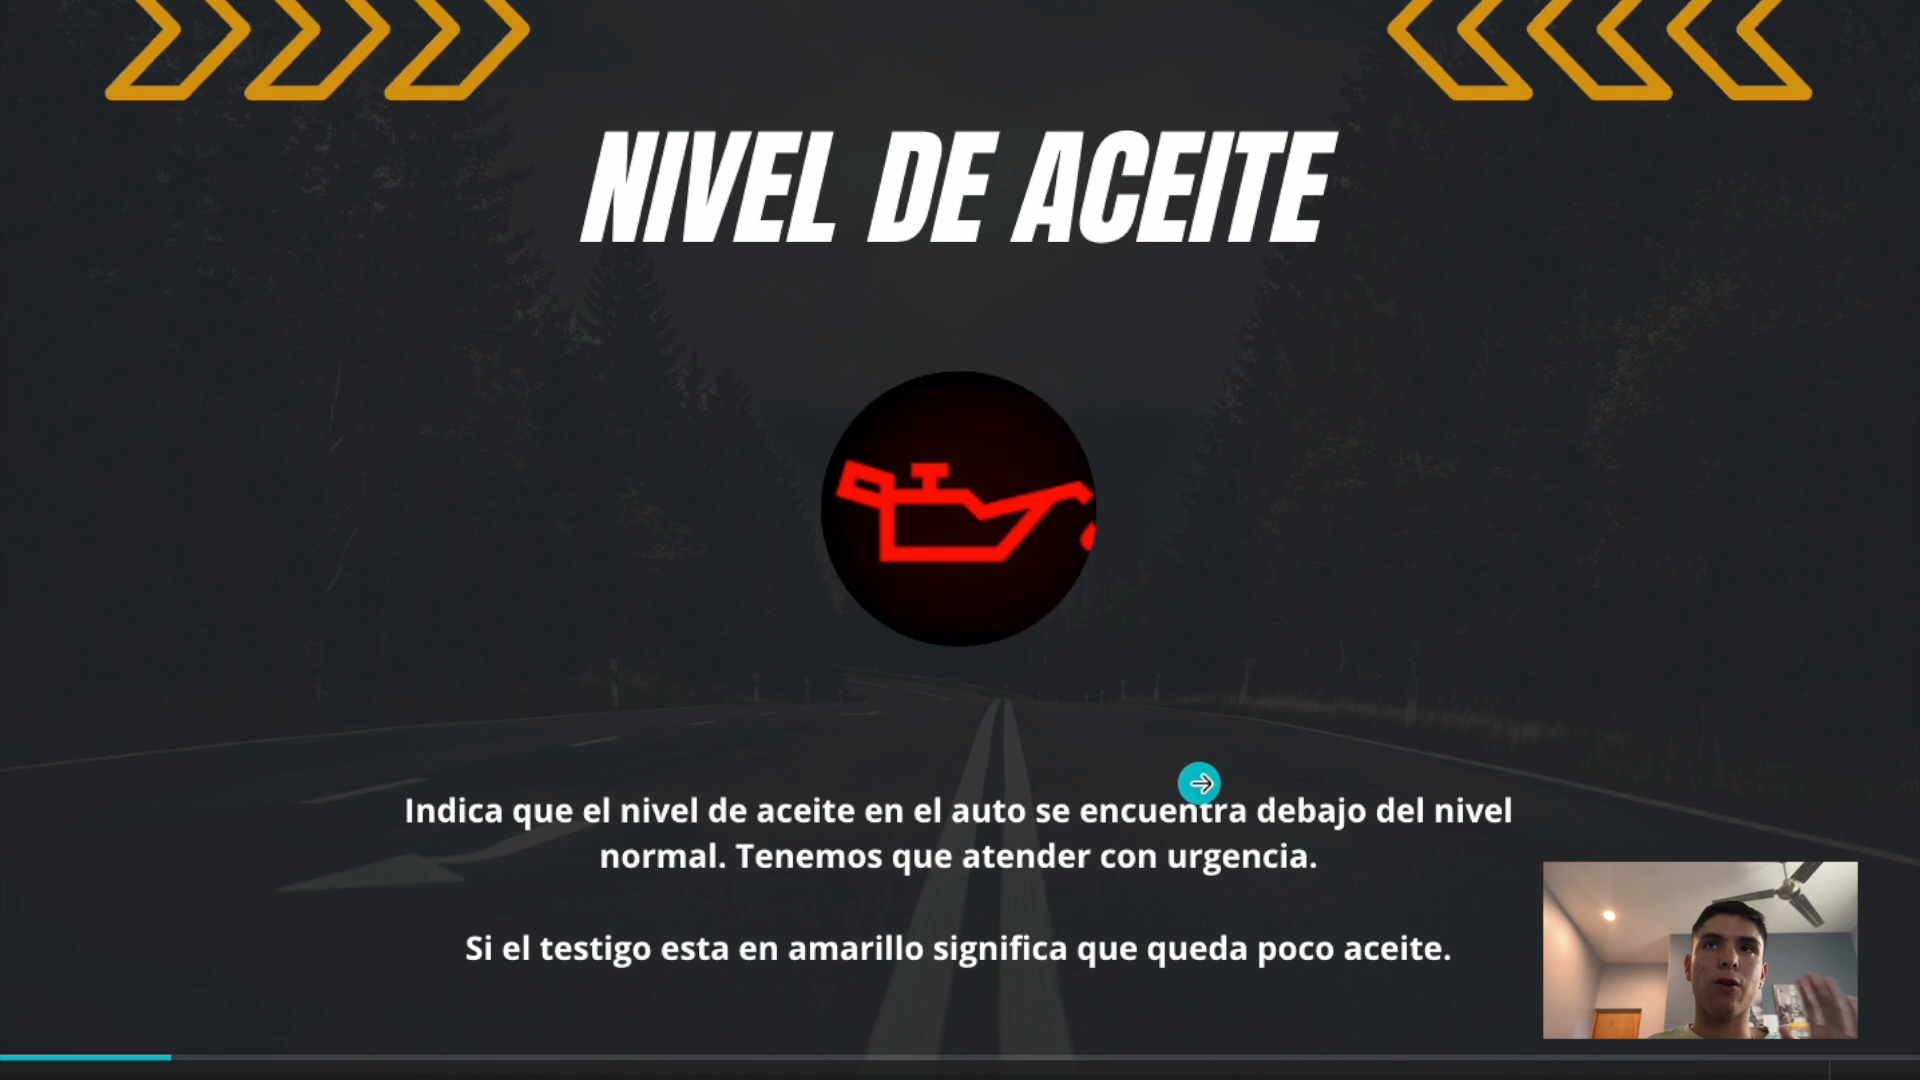 NIVEL DE ACEITE
Indica que el nivel de aceite en el auto se encuentra debajo del nivel
normal. Tenemos que atender con urgencia.
Si el testigo esta en amarillo significa que queda poco aceite.